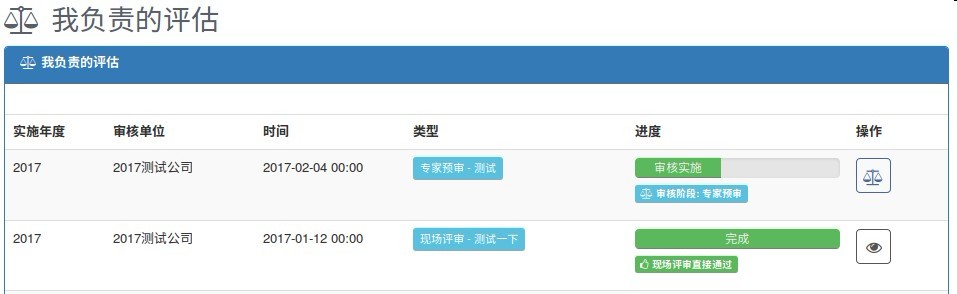 我负责的评估
我负责的评估
实施年度 审核单位 时间 类型 进度 操作
2017 2017测试公司 2017-02-04 00:00 专家预审 - 测试 审核实施
审核阶段: 专家预审
2017 2017测试公司 2017-01-12 00:00 现场评审 - 测试一下 完成
现场评审直接通过